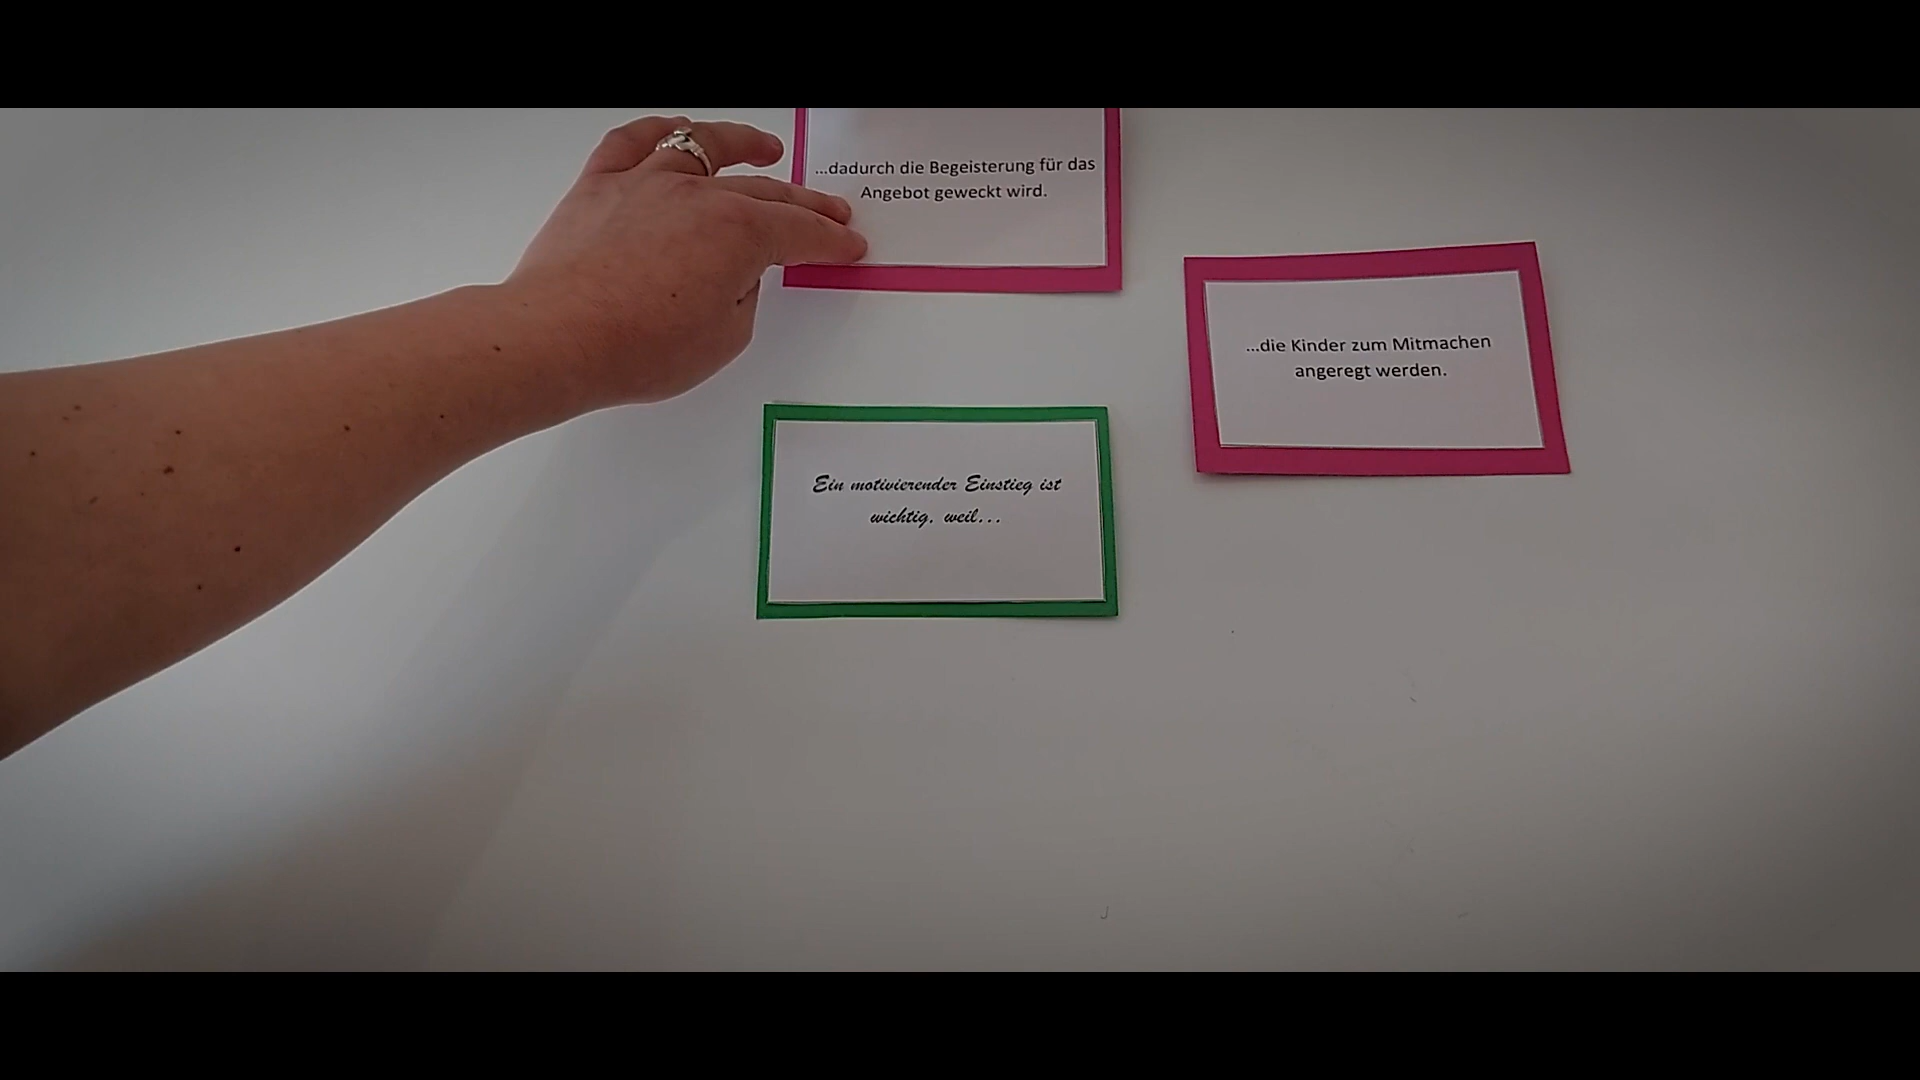 ...dadurch die Begeisterung für das
Angebot geweckt wird.
...die Kinder zum Mitmachen
angeregt werden.
Ein motivierender Einstieg ist
wichtig, weil...